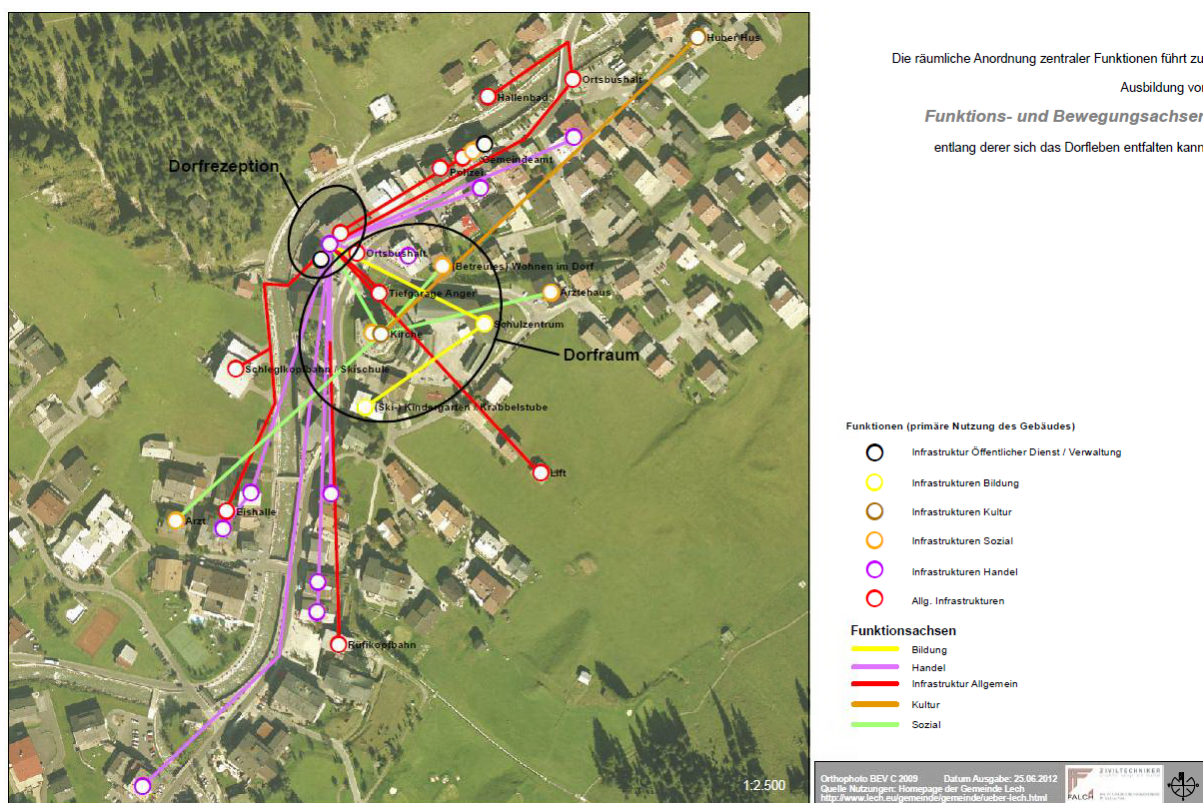 Die räumliche Anordnung zentraler Funktionen führt zu
Ausbildung vo
Funktions- und Bewegungsachsen
entlang derer sich das Dorfleben entfalten kann
Huber Hus
Ortsbushalt
Hallenbad
Gemeindeamt
Polizei
Dorfrezeption
Ortsbushalt
(Betreutes) Wohnen im Dorf
Tiefgarage Anger
Ärztehaus
Schulzentrum
Kirche
Dorfraum
Schleglkopfbahn / Skischule
(Ski-) Kindergarten / Krabbelstube
Lift
Eishalle
Arzt
Rüfikopfbahn
1:2.500
Funktionen (primäre Nutzung des Gebäudes)
Infrastruktur Öffentlicher Dienst / Verwaltung
Infrastrukturen Bildung
Infrastrukturen Kultur
Infrastrukturen Sozial
Infrastrukturen Handel
Allg. Infrastrukturen
Funktionsachsen
Bildung
Handel
Infrastruktur Allgemein
Kultur
Sozial
Orthophoto BEV C 2009 Datum Ausgabe: 25.06.2012
Quelle Nutzungen: Homepage der Gemeinde Lech
http://www.lech.eu/gemeinde/gemeinde/ueber-lech.html
ZIVILTECHNIKER
FALCH